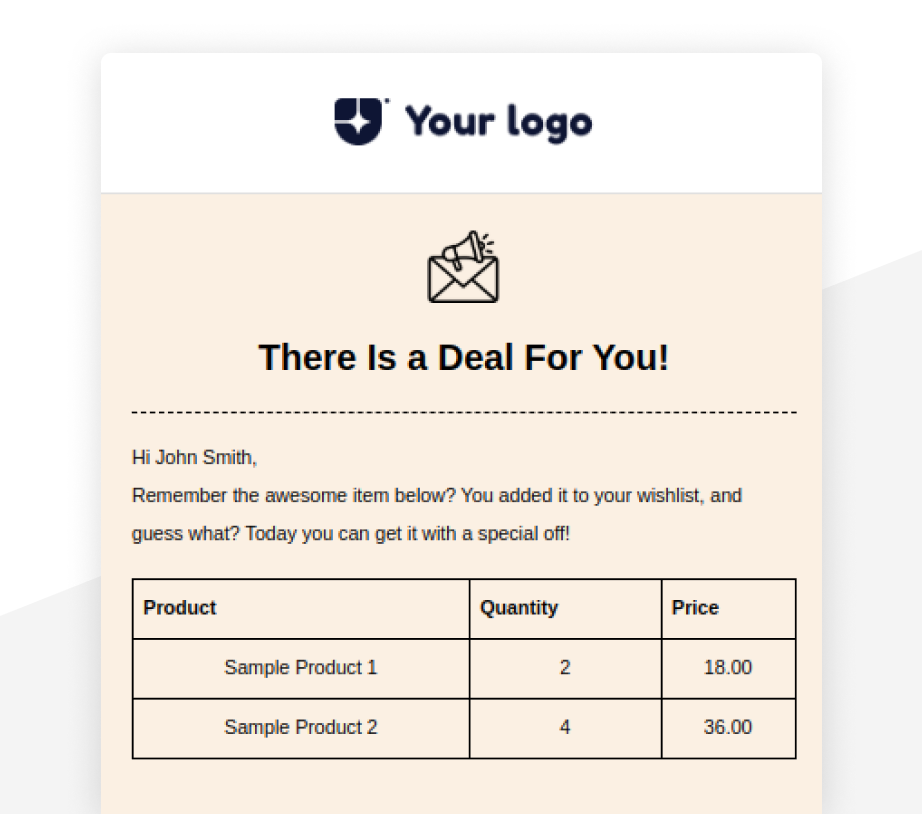 Your logo
There Is a Deal For You!
Hi John Smith,
Remember the awesome item below? You added it to your wishlist, and
guess what? Today you can get it with a special off!
Product Quantity Price
Sample Product 1 2 18.00
Sample Product 2 4 36.00